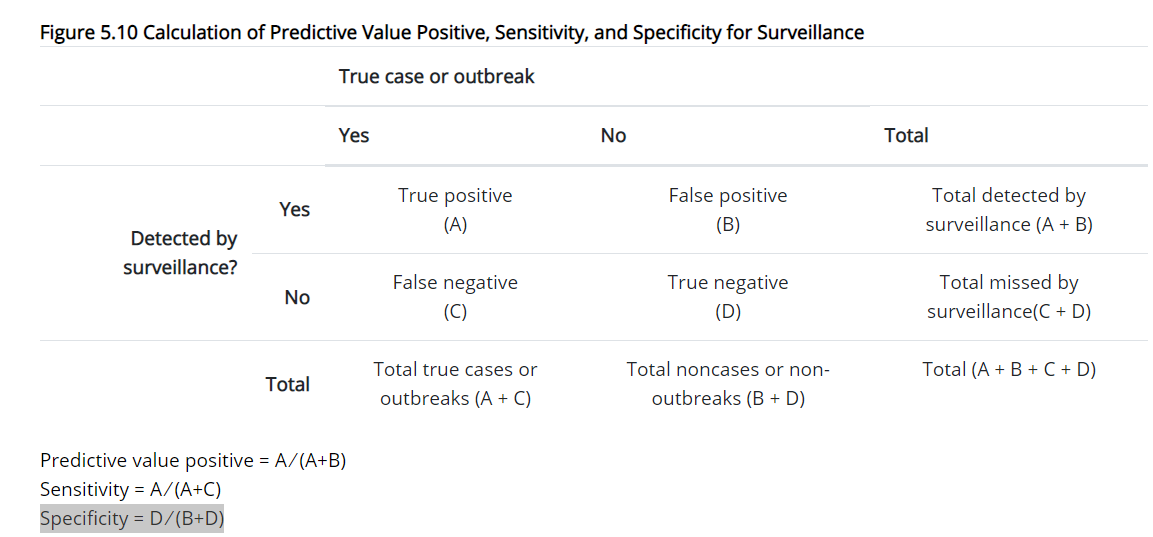 Figure 5.10 Calculation of Predictive Value Positive, Sensitivity, and Specificity for Surveillance
True case or outbreak
Yes No Total
Detected by
surveillance?
Yes
True positive
(A)
False positive
(B)
Total detected by
surveillance (A + B)
No
False negative
(C)
True negative
(D)
Total missed by
surveillance(C + D)
Total
Total true cases or
outbreaks (A + C)
Total noncases or non-
outbreaks (B + D)
Total (A + B + C + D)
Predictive value positive = A/(A+B)
Sensitivity = A/(A+C)
Specificity = D/(B+D)